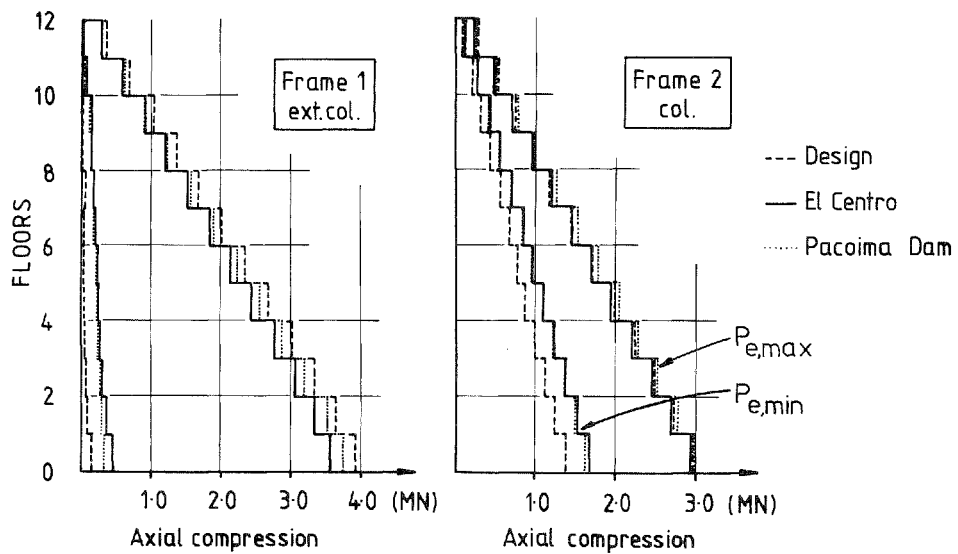 12
10
8
6
4
2
0
FLOORS
Frame 1
ext.col.
1·0 2·0 3·0 4·0 (MN)
Axial compression
Frame 2
col.
Pe,max
Pe,min
1·0 2·0 3·0 (MN)
Axial compression
Design
El Centro
Pacoima Dam